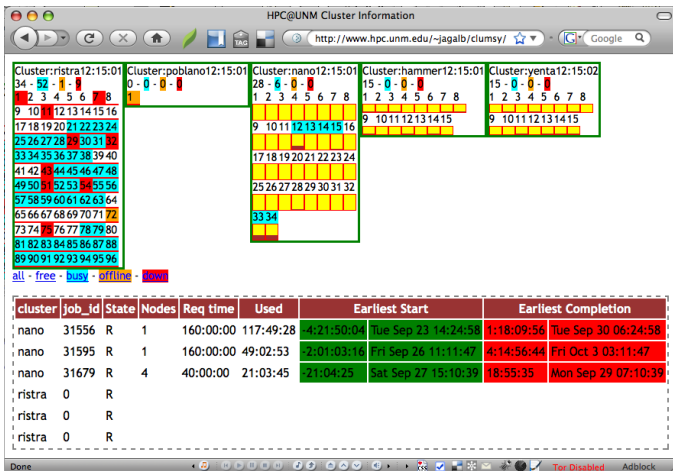 HPC@UNM Cluster Information
http://www.hpc.unm.edu/~jagalb/clumsy/
Google
Cluster:ristra12:15:01
34 - 52 - 1 - 9
1 2 3 4 5 6 7 8
9 10 11 12 13 14 15 16
17 18 19 20 21 22 23 24
25 26 27 28 29 30 31 32
33 34 35 36 37 38 39 40
41 42 43 44 45 46 47 48
49 50 51 52 53 54 55 56
57 58 59 60 61 62 63 64
65 66 67 68 69 70 71 72
73 74 75 76 77 78 79 80
81 82 83 84 85 86 87 88
89 90 91 92 93 94 95 96
Cluster:poblano12:15:01
0 - 0 - 0 - 0
1
Cluster:nano12:15:01
28 - 6 - 0 - 0
1 2 3 4 5 6 7 8
9 10 11 12 13 14 15 16
17 18 19 20 21 22 23 24
25 26 27 28 29 30 31 32
33 34
Cluster:hammer12:15:01
15 - 0 - 0 - 0
1 2 3 4 5 6 7 8
9 10 11 12 13 14 15
Cluster:yenta12:15:02
15 - 0 - 0 - 0
1 2 3 4 5 6 7 8
9 10 11 12 13 14 15
all - free - busy - offline - down
cluster job_id State Nodes Req time Used Earliest Start Earliest Completion
nano 31556 R 1 160:00:00 117:49:28 -4:21:50:04 Tue Sep 23 14:24:58 1:18:09:56 Tue Sep 30 06:24:58
nano 31595 R 1 160:00:00 49:02:53 -2:01:03:16 Fri Sep 26 11:11:47 4:14:56:44 Fri Oct 3 03:11:47
nano 31679 R 4 40:00:00 21:03:45 -21:04:25 Sat Sep 27 15:10:39 18:55:35 Mon Sep 29 07:10:39
ristra 0 R
ristra 0 R
ristra 0 R
Done
Tor Disabled Adblock